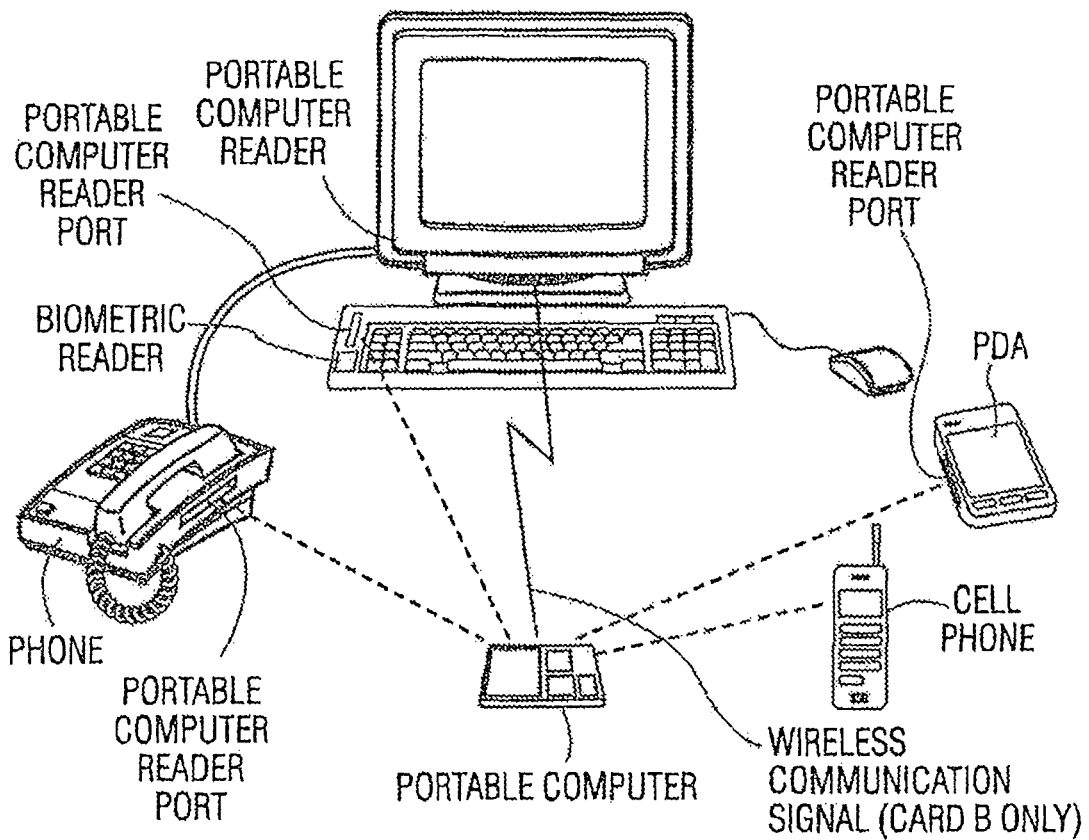 PORTABLE
COMPUTER
READER
PORTABLE
COMPUTER
READER
PORT
PORTABLE
COMPUTER
READER
PORT
BIOMETRIC
READER
PDA
PHONE
CELL
PHONE
PORTABLE
COMPUTER
READER
PORT
PORTABLE COMPUTER
WIRELESS
COMMUNICATION
SIGNAL (CARD B ONLY)